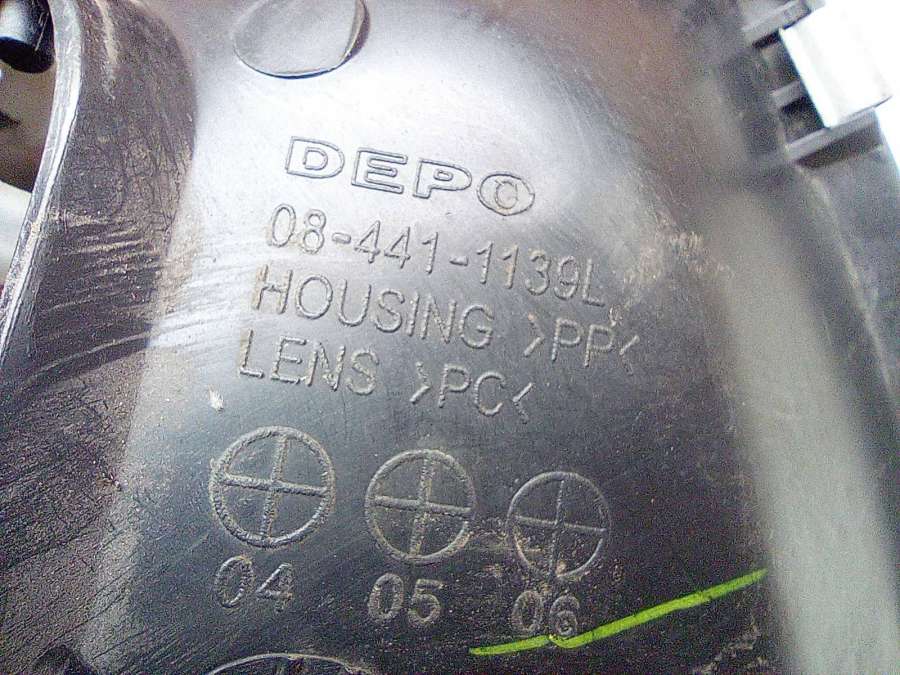 DEPO
08-441-1139L
HOUSING >PP<
LENS >PC<
04 05 06